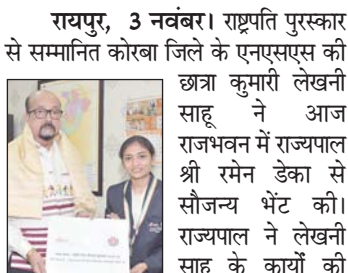 रायपुर, 3 नवंबर। राष्ट्रपति पुरस्कार
से सम्मानित कोरबा जिले के एनएसएस की
छात्रा कुमारी लेखनी
साहू ने आज
राजभवन में राज्यपाल
श्री रमेन डेका से
सौजन्य भेंट की।
राज्यपाल ने लेखनी
साहू के कार्यों की